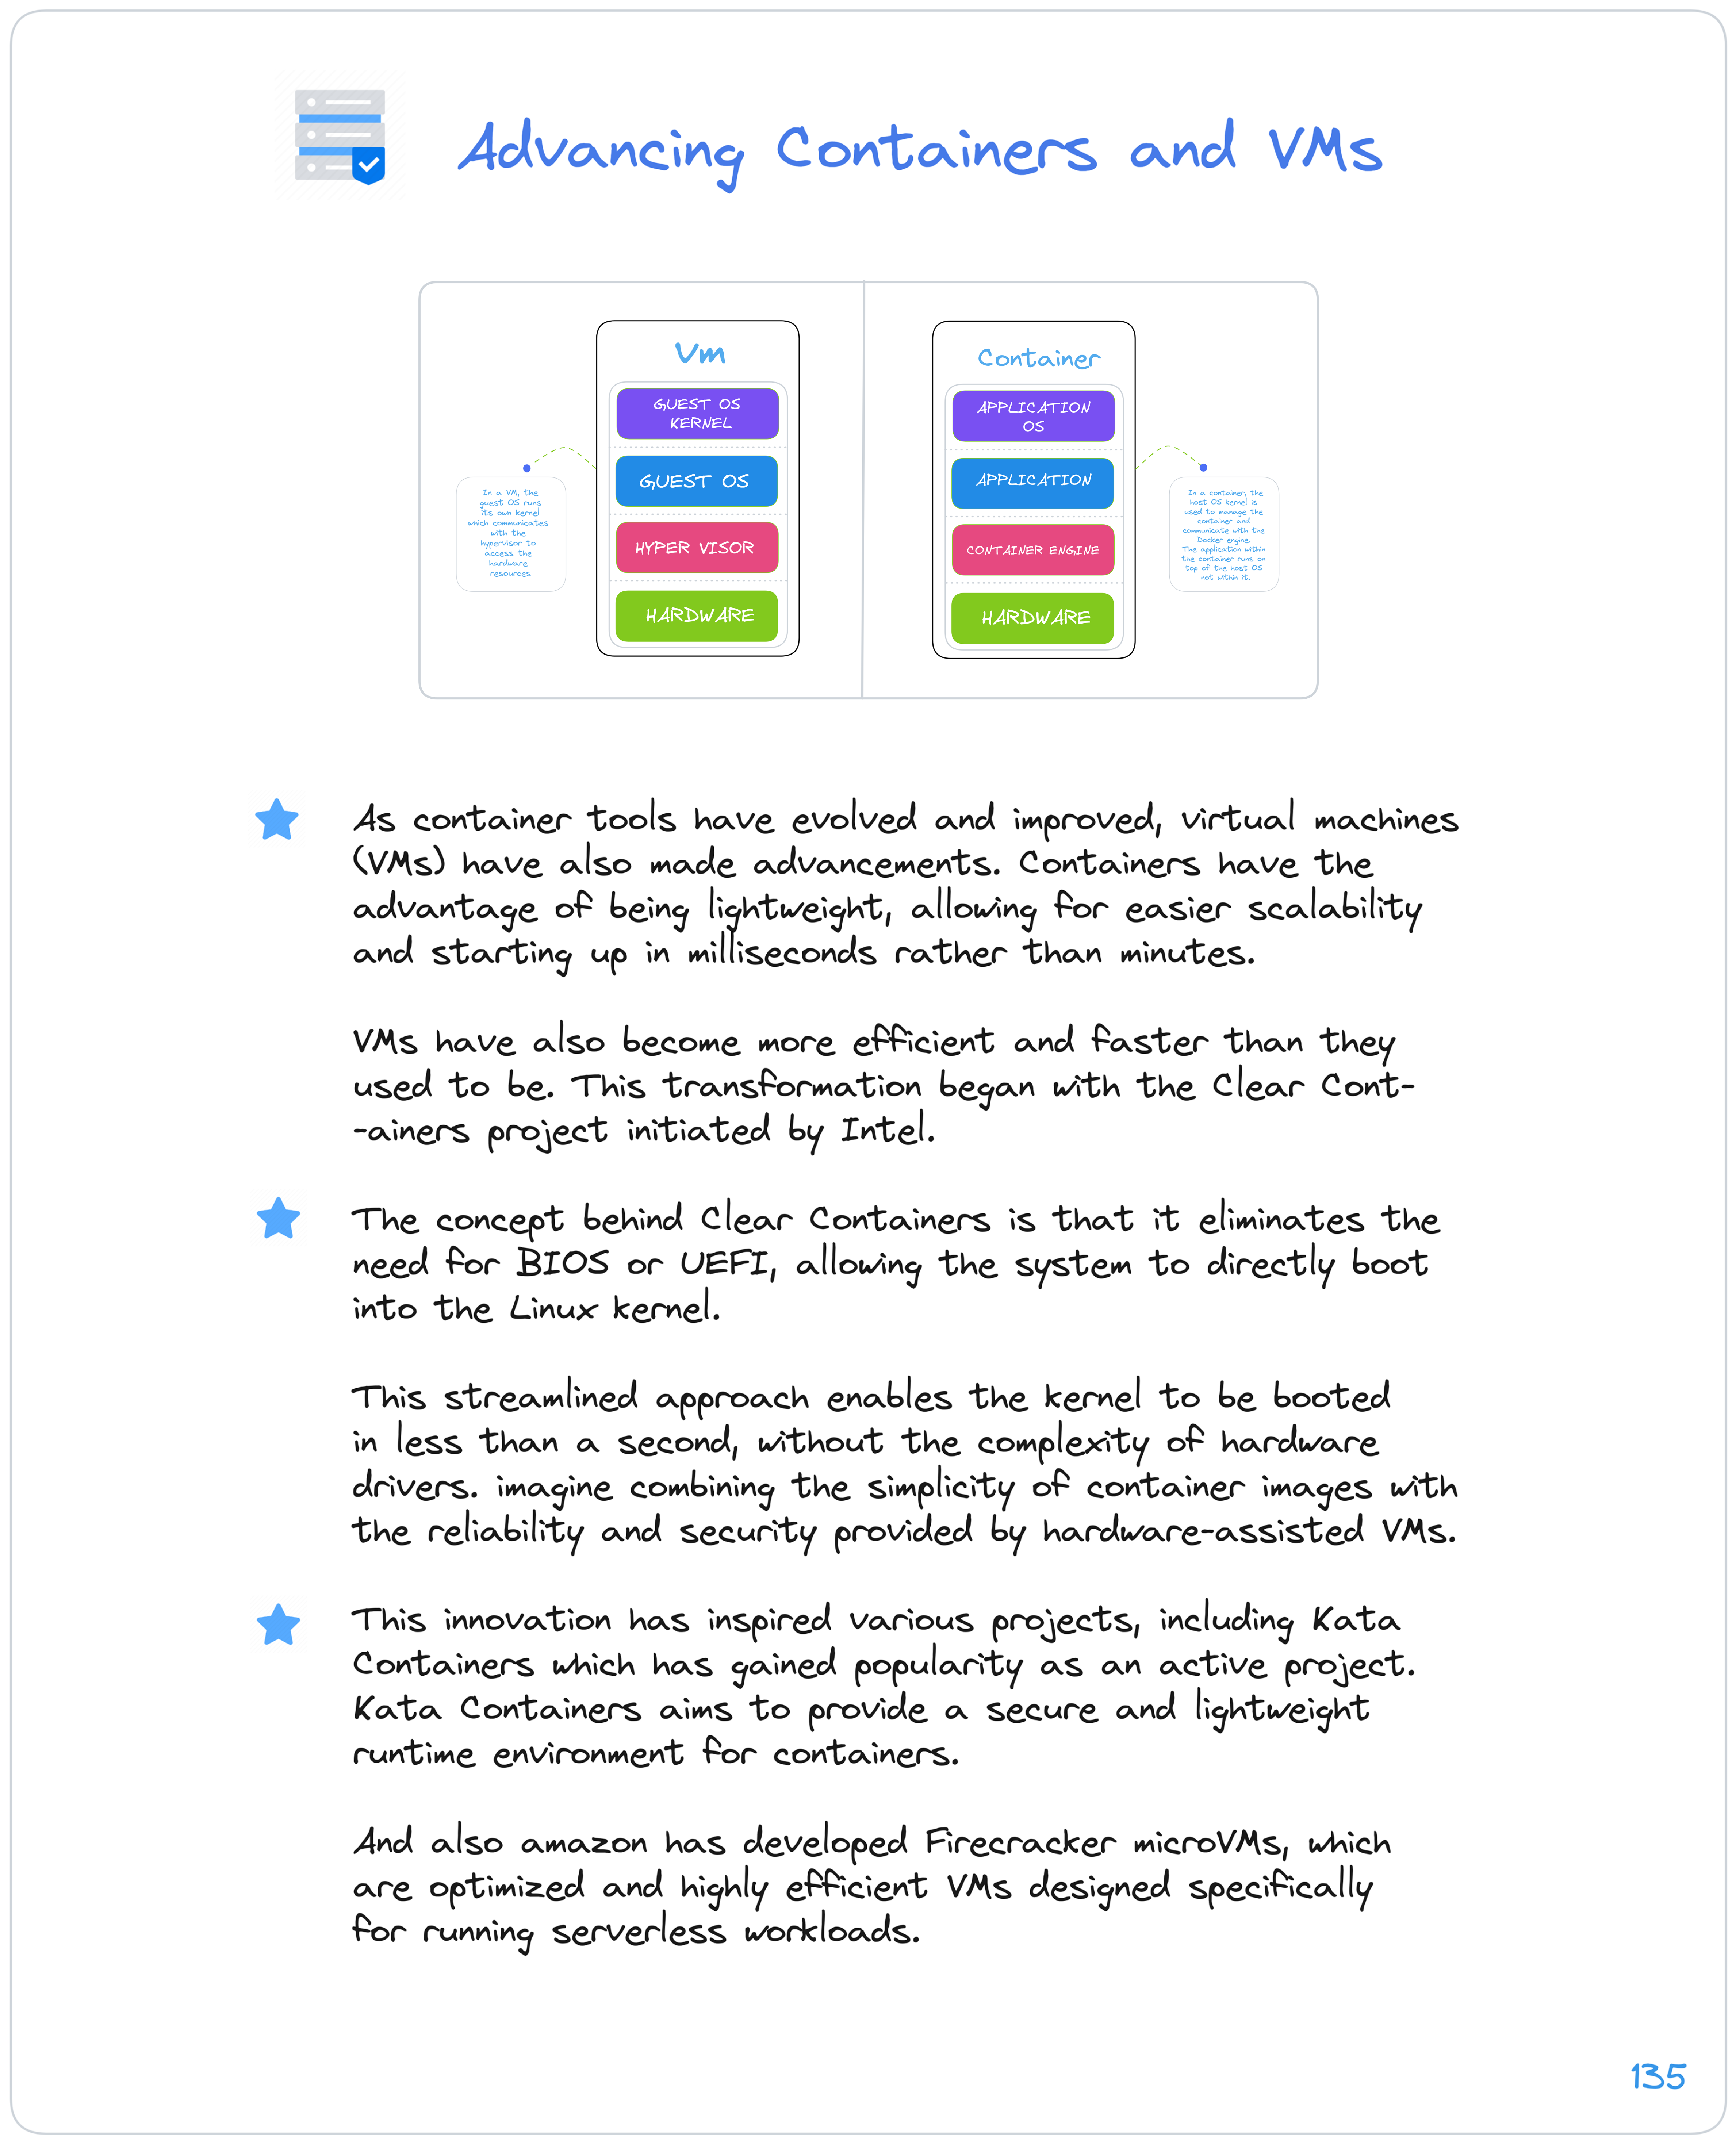 Advancing Containers and VMs
Vm
GUEST OS
KERNEL
GUEST OS
HYPER VISOR
HARDWARE
In a VM, the
guest OS runs
its own kernel
which communicates
with the
hypervisor to
access the
hardware
resources
Container
APPLICATION
OS
APPLICATION
CONTAINER ENGINE
HARDWARE
In a container, the
host OS kernel is
used to manage the
container and
communicate with the
Docker engine.
The application within
the container runs on
top of the host OS
not within it.
As container tools have evolved and improved, virtual machines
(VMs) have also made advancements. Containers have the
advantage of being lightweight, allowing for easier scalability
and starting up in milliseconds rather than minutes.
VMs have also become more efficient and faster than they
used to be. This transformation began with the Clear Cont-
-ainers project initiated by Intel.
The concept behind Clear Containers is that it eliminates the
need for BIOS or UEFI, allowing the system to directly boot
into the Linux kernel.
This streamlined approach enables the kernel to be booted
in less than a second, without the complexity of hardware
drivers. imagine combining the simplicity of container images with
the reliability and security provided by hardware-assisted VMs.
This innovation has inspired various projects, including Kata
Containers which has gained popularity as an active project.
Kata Containers aims to provide a secure and lightweight
runtime environment for containers.
And also amazon has developed Firecracker microVMs, which
are optimized and highly efficient VMs designed specifically
for running serverless workloads.
135